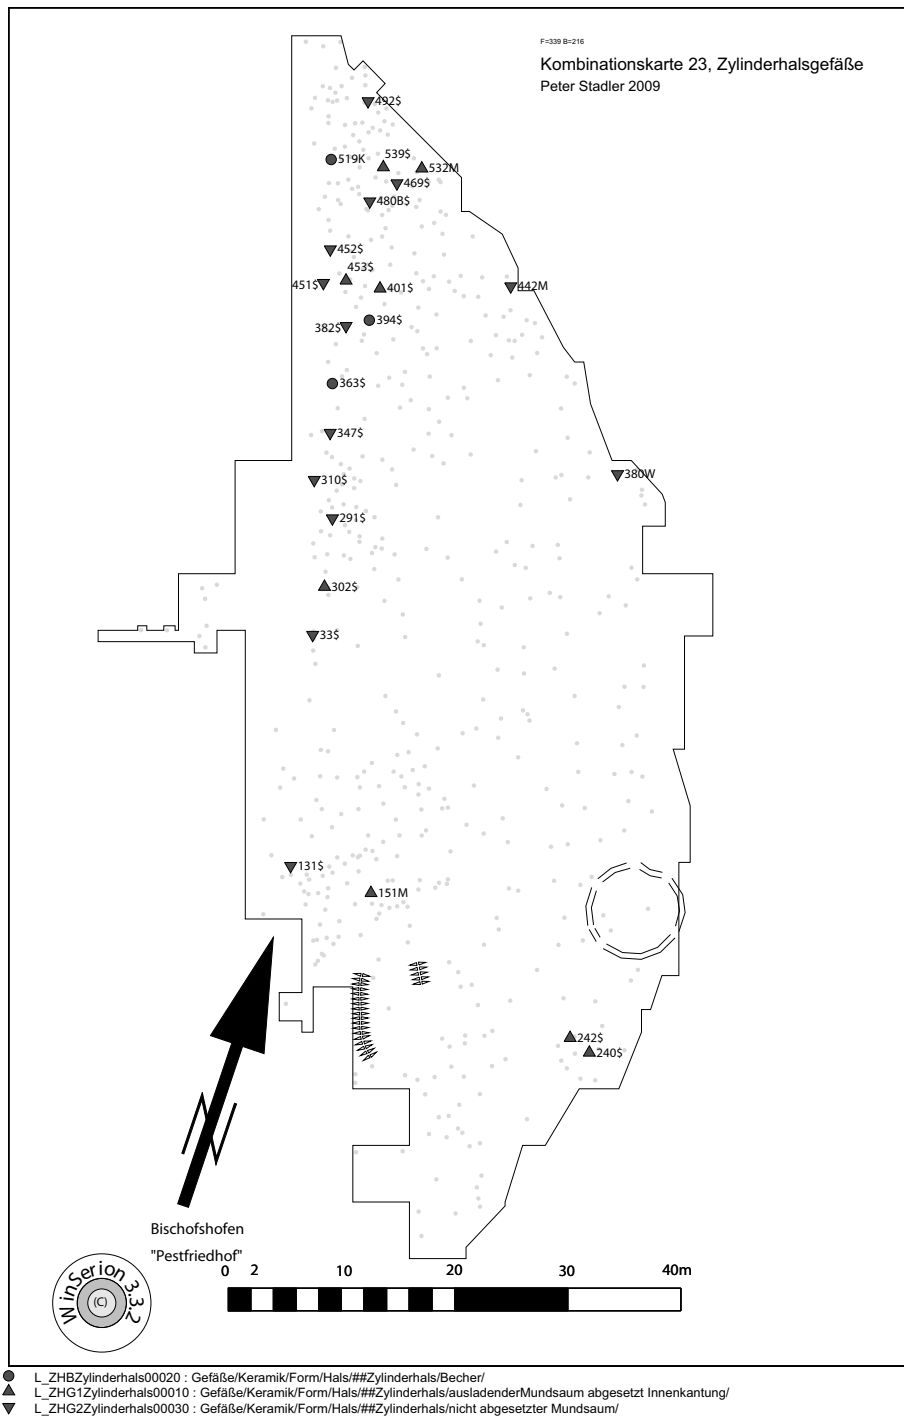 F=339 B=216
Kombinationskarte 23, Zylinderhalsgefäße
Peter Stadler 2009
492$
519K
539$
532M
469$
480B$
452$
453$
451$
401$
442M
394$
382$
363$
347$
310$
380W
291$
302$
33$
131$
151M
242$
240$
Bischofshofen
"Pestfriedhof"
WinSerion 3.3.2
(C)
0 2 10 20 30 40m
L_ZHBZylinderhals00020 : Gefäße/Keramik/Form/Hals/##Zylinderhals/Becher/
L_ZHG1Zylinderhals00010 : Gefäße/Keramik/Form/Hals/##Zylinderhals/ausladenderMundsaum abgesetzt Innenkantung/
L_ZHG2Zylinderhals00030 : Gefäße/Keramik/Form/Hals/##Zylinderhals/nicht abgesetzter Mundsaum/